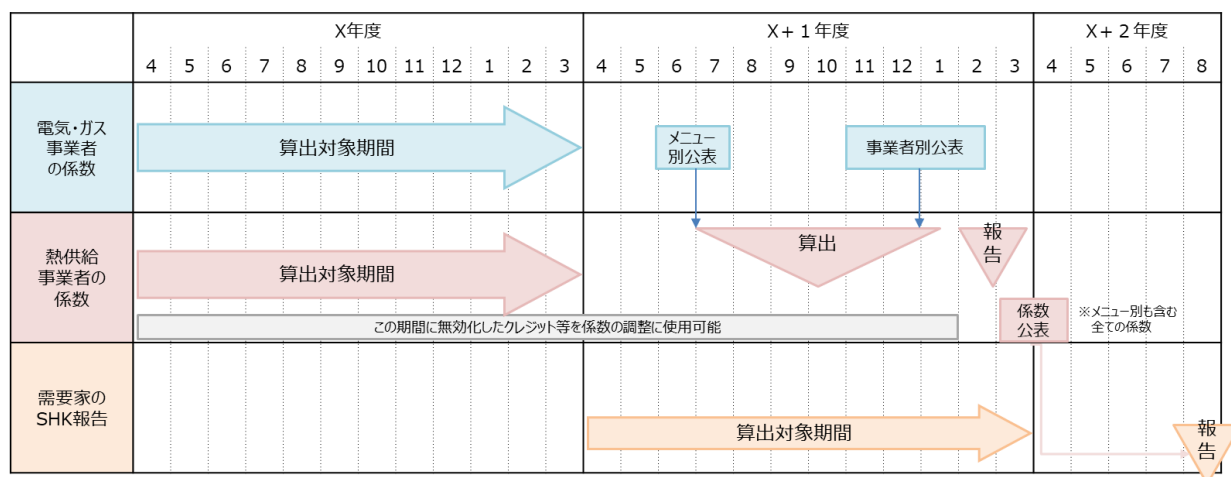 X年度
X+1年度
X+2年度
4 5 6 7 8 9 10 11 12 1 2 3 4 5 6 7 8 9 10 11 12 1 2 3 4 5 6 7 8
電気・ガス
事業者
の係数
算出対象期間
メニュー
別公表
事業者別公表
熱供給
事業者の
係数
算出対象期間
算出
報
告
この期間に無効化したクレジット等を係数の調整に使用可能
係数
公表
※メニュー別も含む
全ての係数
需要家の
SHK報告
算出対象期間
報
告